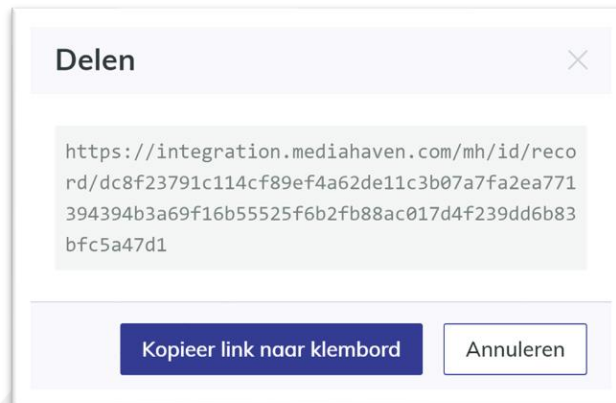 Delen
https://integration.mediahaven.com/mh/id/reco
rd/dc8f23791c114cf89ef4a62de11c3b07a7fa2ea771
394394b3a69f16b55525f6b2fb88ac017d4f239dd6b83
bfc5a47d1
Kopieer link naar klembord
Annuleren